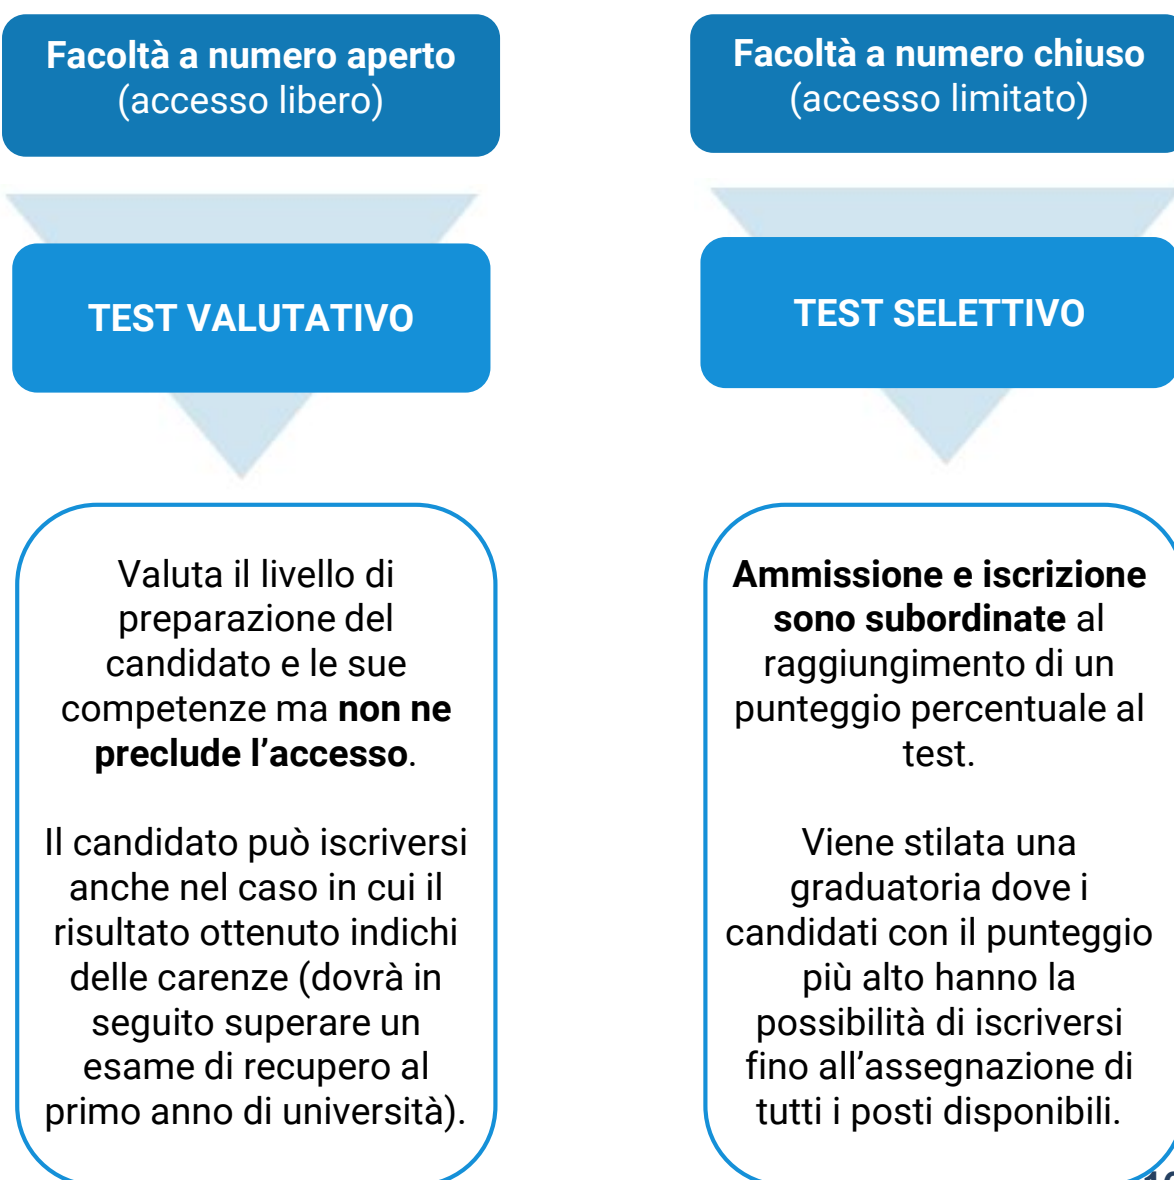 Facoltà a numero aperto
(accesso libero)
TEST VALUTATIVO
Valuta il livello di
preparazione del
candidato e le sue
competenze ma non ne
preclude l’accesso.
Il candidato può iscriversi
anche nel caso in cui il
risultato ottenuto indichi
delle carenze (dovrà in
seguito superare un
esame di recupero al
primo anno di università).
Facoltà a numero chiuso
(accesso limitato)
TEST SELETTIVO
Ammissione e iscrizione
sono subordinate al
raggiungimento di un
punteggio percentuale al
test.
Viene stilata una
graduatoria dove i
candidati con il punteggio
più alto hanno la
possibilità di iscriversi
fino all’assegnazione di
tutti i posti disponibili.